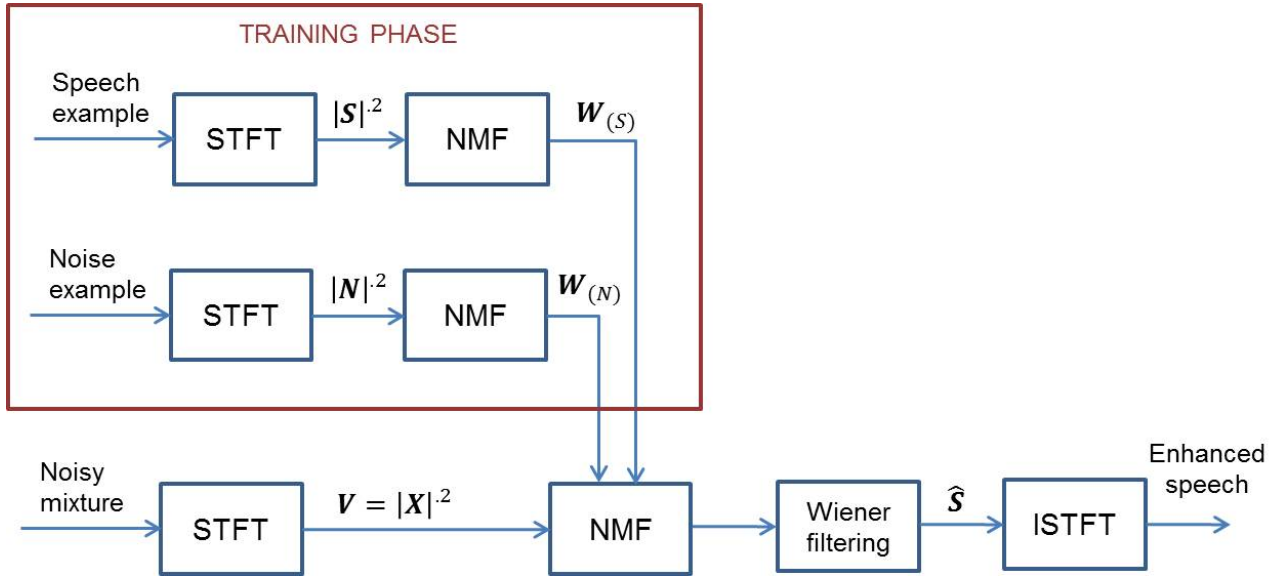 TRAINING PHASE
Speech
example
STFT
|S|.2
NMF
W(S)
Noise
example
STFT
|N|.2
NMF
W(N)
Noisy
mixture
STFT
V = |X|.2
NMF
Wiener
filtering
Ŝ
ISTFT
Enhanced
speech